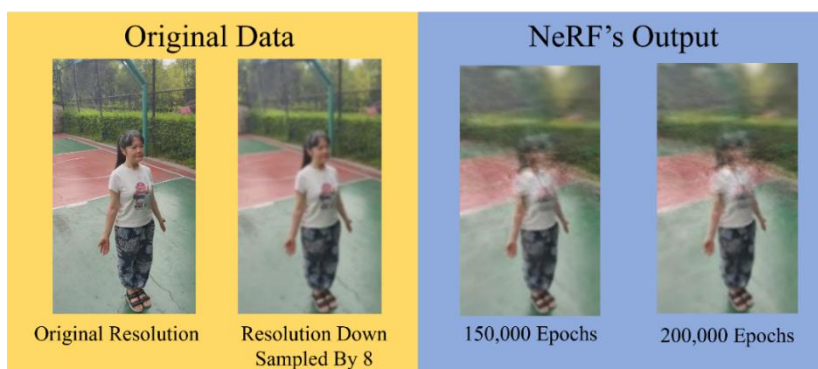 Original Data
NeRF's Output
Original Resolution
Resolution Down
Sampled By 8
150,000 Epochs
200,000 Epochs